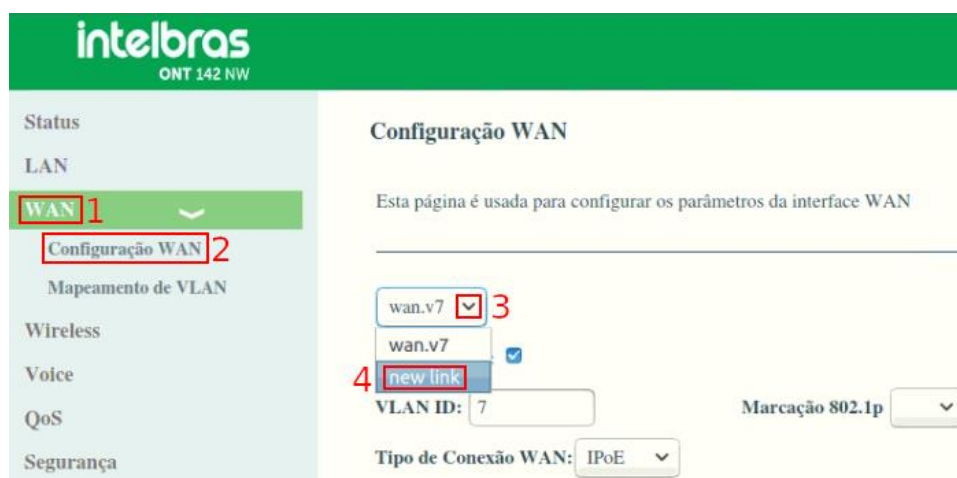 intelbras
ONT 142 NW
Status
LAN
WAN 1
Configuração WAN 2
Mapeamento de VLAN
Wireless
Voice
QoS
Segurança
Configuração WAN
Esta página é usada para configurar os parâmetros da interface WAN
wan.v7 3
wan.v7
4 new link
VLAN ID: 7 Marcação 802.1p
Tipo de Conexão WAN: IPoE